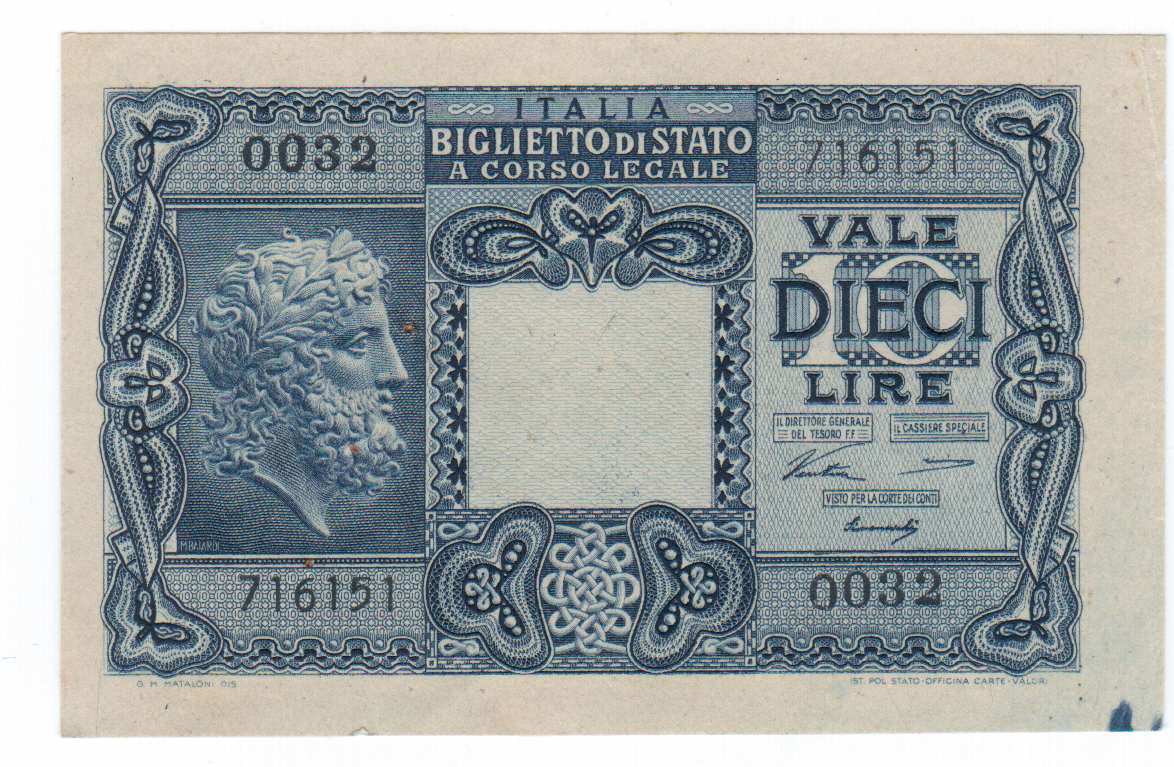 ITALIA
BIGLIETTO DI STATO
A CORSO LEGALE
0032
716151
VALE
10
DIECI
LIRE
IL DIRETTORE GENERALE
DEL TESORO F.F
IL CASSIERE SPECIALE
VISTO PER LA CORTE DEI CONTI
716151
0032
G. M. MATALONI DIS.
IST. POL. STATO-OFFICINA CARTE-VALORI